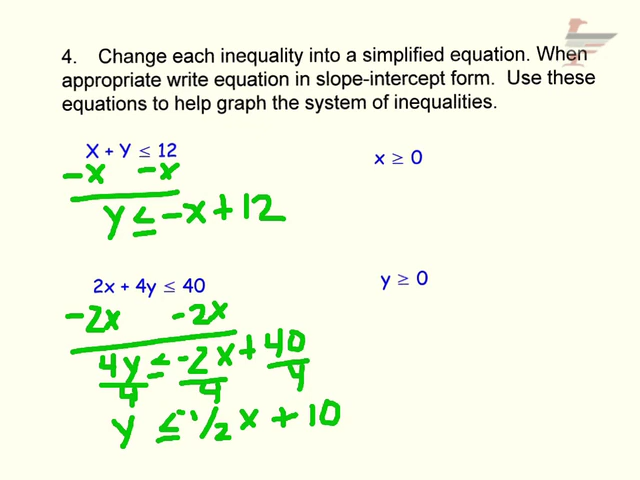 4. Change each inequality into a simplified equation. When
appropriate write equation in slope-intercept form. Use these
equations to help graph the system of inequalities.
X + Y ≤ 12
-x -x
y ≤ -x + 12
x ≥ 0
2x + 4y ≤ 40
-2x -2x
4y ≤ -2x + 40
4 4 4
y ≤ -1/2 x + 10
y ≥ 0